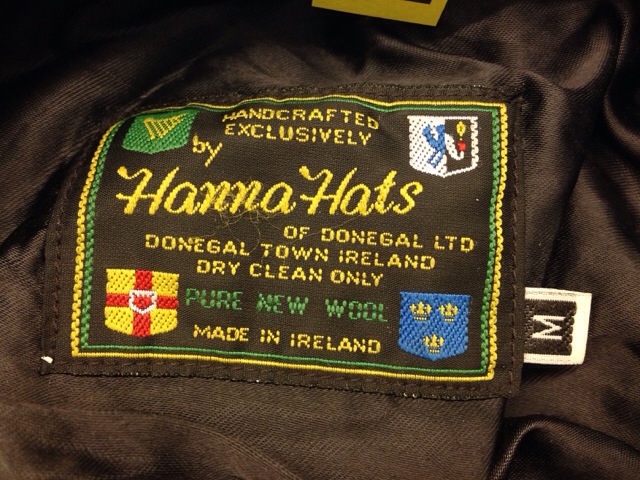 HANDCRAFTED
EXCLUSIVELY
by
Hanna Hats
OF DONEGAL LTD
DONEGAL TOWN IRELAND
DRY CLEAN ONLY
PURE NEW WOOL
MADE IN IRELAND
M